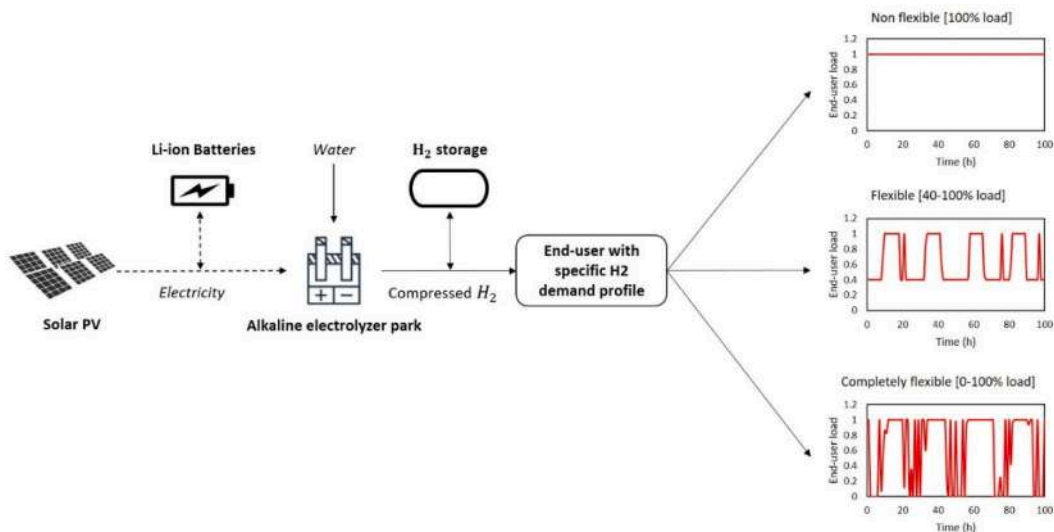 Non flexible [100% load]
End-user load
1.2
1
0.8
0.6
0.4
0.2
0
0 20 40 60 80 100
Time (h)
Li-ion Batteries
Water
H₂ storage
Solar PV
Electricity
+ −
Alkaline electrolyzer park
Compressed H₂
End-user with
specific H2
demand profile
Flexible [40-100% load]
End-user load
1.2
1
0.8
0.6
0.4
0.2
0
0 20 40 60 80 100
Time (h)
Completely flexible [0-100% load]
End-user load
1.2
1
0.8
0.6
0.4
0.2
0
0 20 40 60 80 100
Time (h)